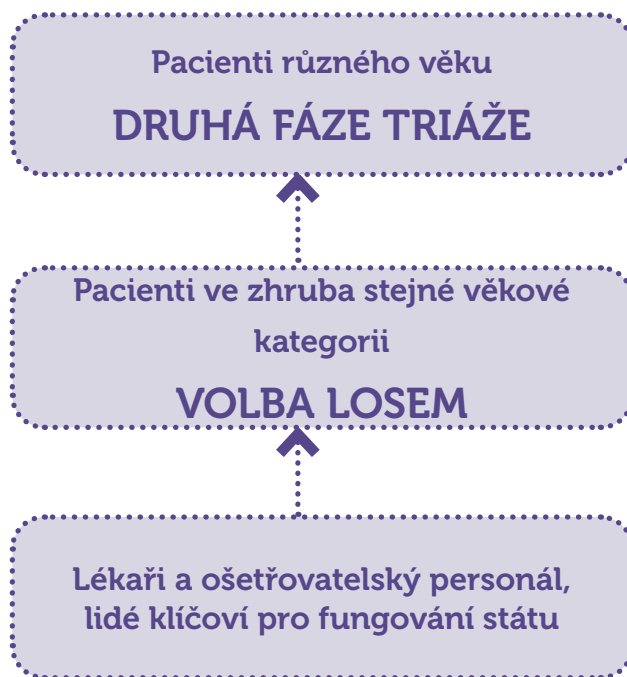 Pacienti různého věku
DRUHÁ FÁZE TRIÁŽE
Pacienti ve zhruba stejné věkové
kategorii
VOLBA LOSEM
Lékaři a ošetřovatelský personál,
lidé klíčoví pro fungování státu